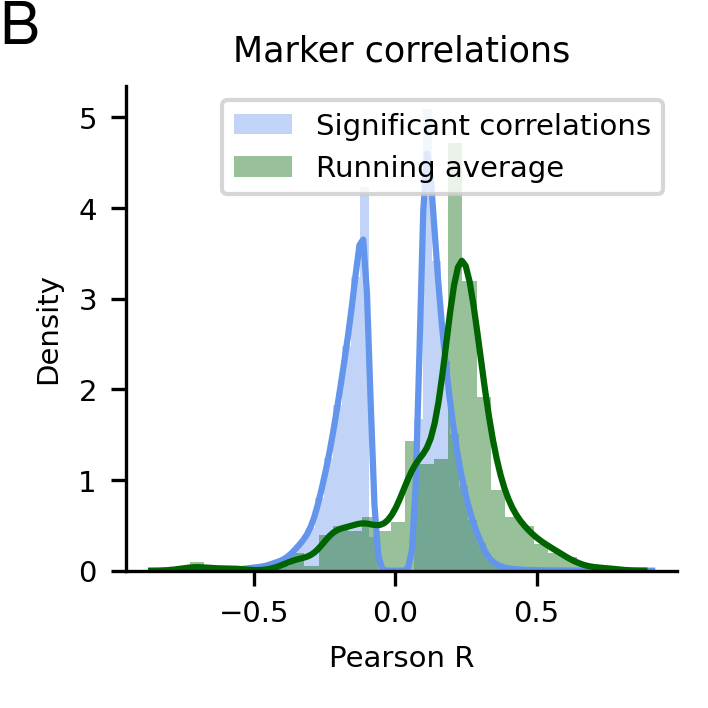 B
Marker correlations
Significant correlations
Running average
5
4
3
2
1
0
Density
−0.5 0.0 0.5
Pearson R